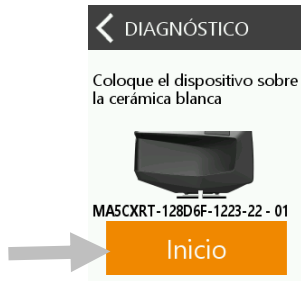 DIAGNÓSTICO
Coloque el dispositivo sobre
la cerámica blanca
MA5CXRT-128D6F-1223-22 - 01
Inicio